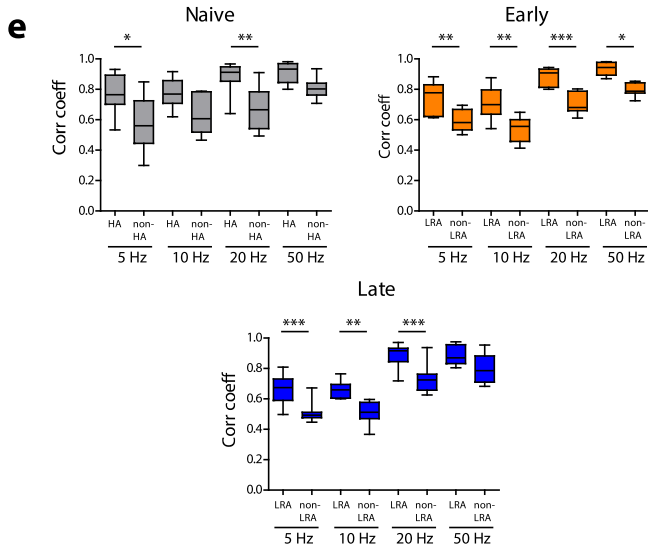 e
Naive
* **
Corr coeff
1.0
0.8
0.6
0.4
0.2
0.0
HA non-HA HA non-HA HA non-HA HA non-HA
5 Hz 10 Hz 20 Hz 50 Hz
Early
** ** *** *
Corr coeff
1.0
0.8
0.6
0.4
0.2
0.0
LRA non-LRA LRA non-LRA LRA non-LRA LRA non-LRA
5 Hz 10 Hz 20 Hz 50 Hz
Late
*** ** ***
Corr coeff
1.0
0.8
0.6
0.4
0.2
0.0
LRA non-LRA LRA non-LRA LRA non-LRA LRA non-LRA
5 Hz 10 Hz 20 Hz 50 Hz